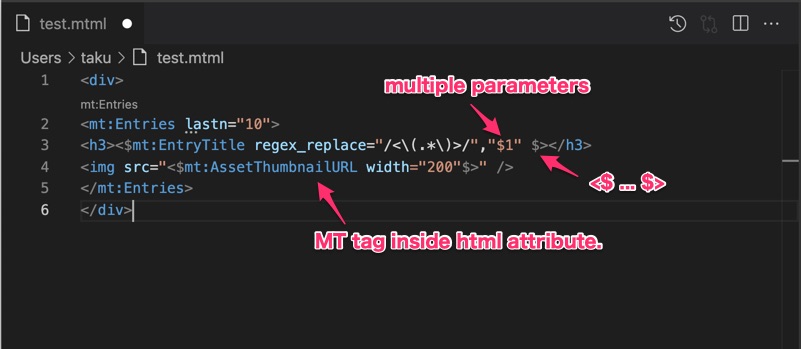 test.mtml
Users > taku > test.mtml
multiple parameters
1 <div>
mt:Entries
2 <mt:Entries lastn="10">
3 <h3><$mt:EntryTitle regex_replace="/<\(.*\)>/","$1" $></h3>
4 <img src="<$mt:AssetThumbnailURL width="200"$>" />
5 </mt:Entries>
<$ ... $>
6 </div>
MT tag inside html attribute.